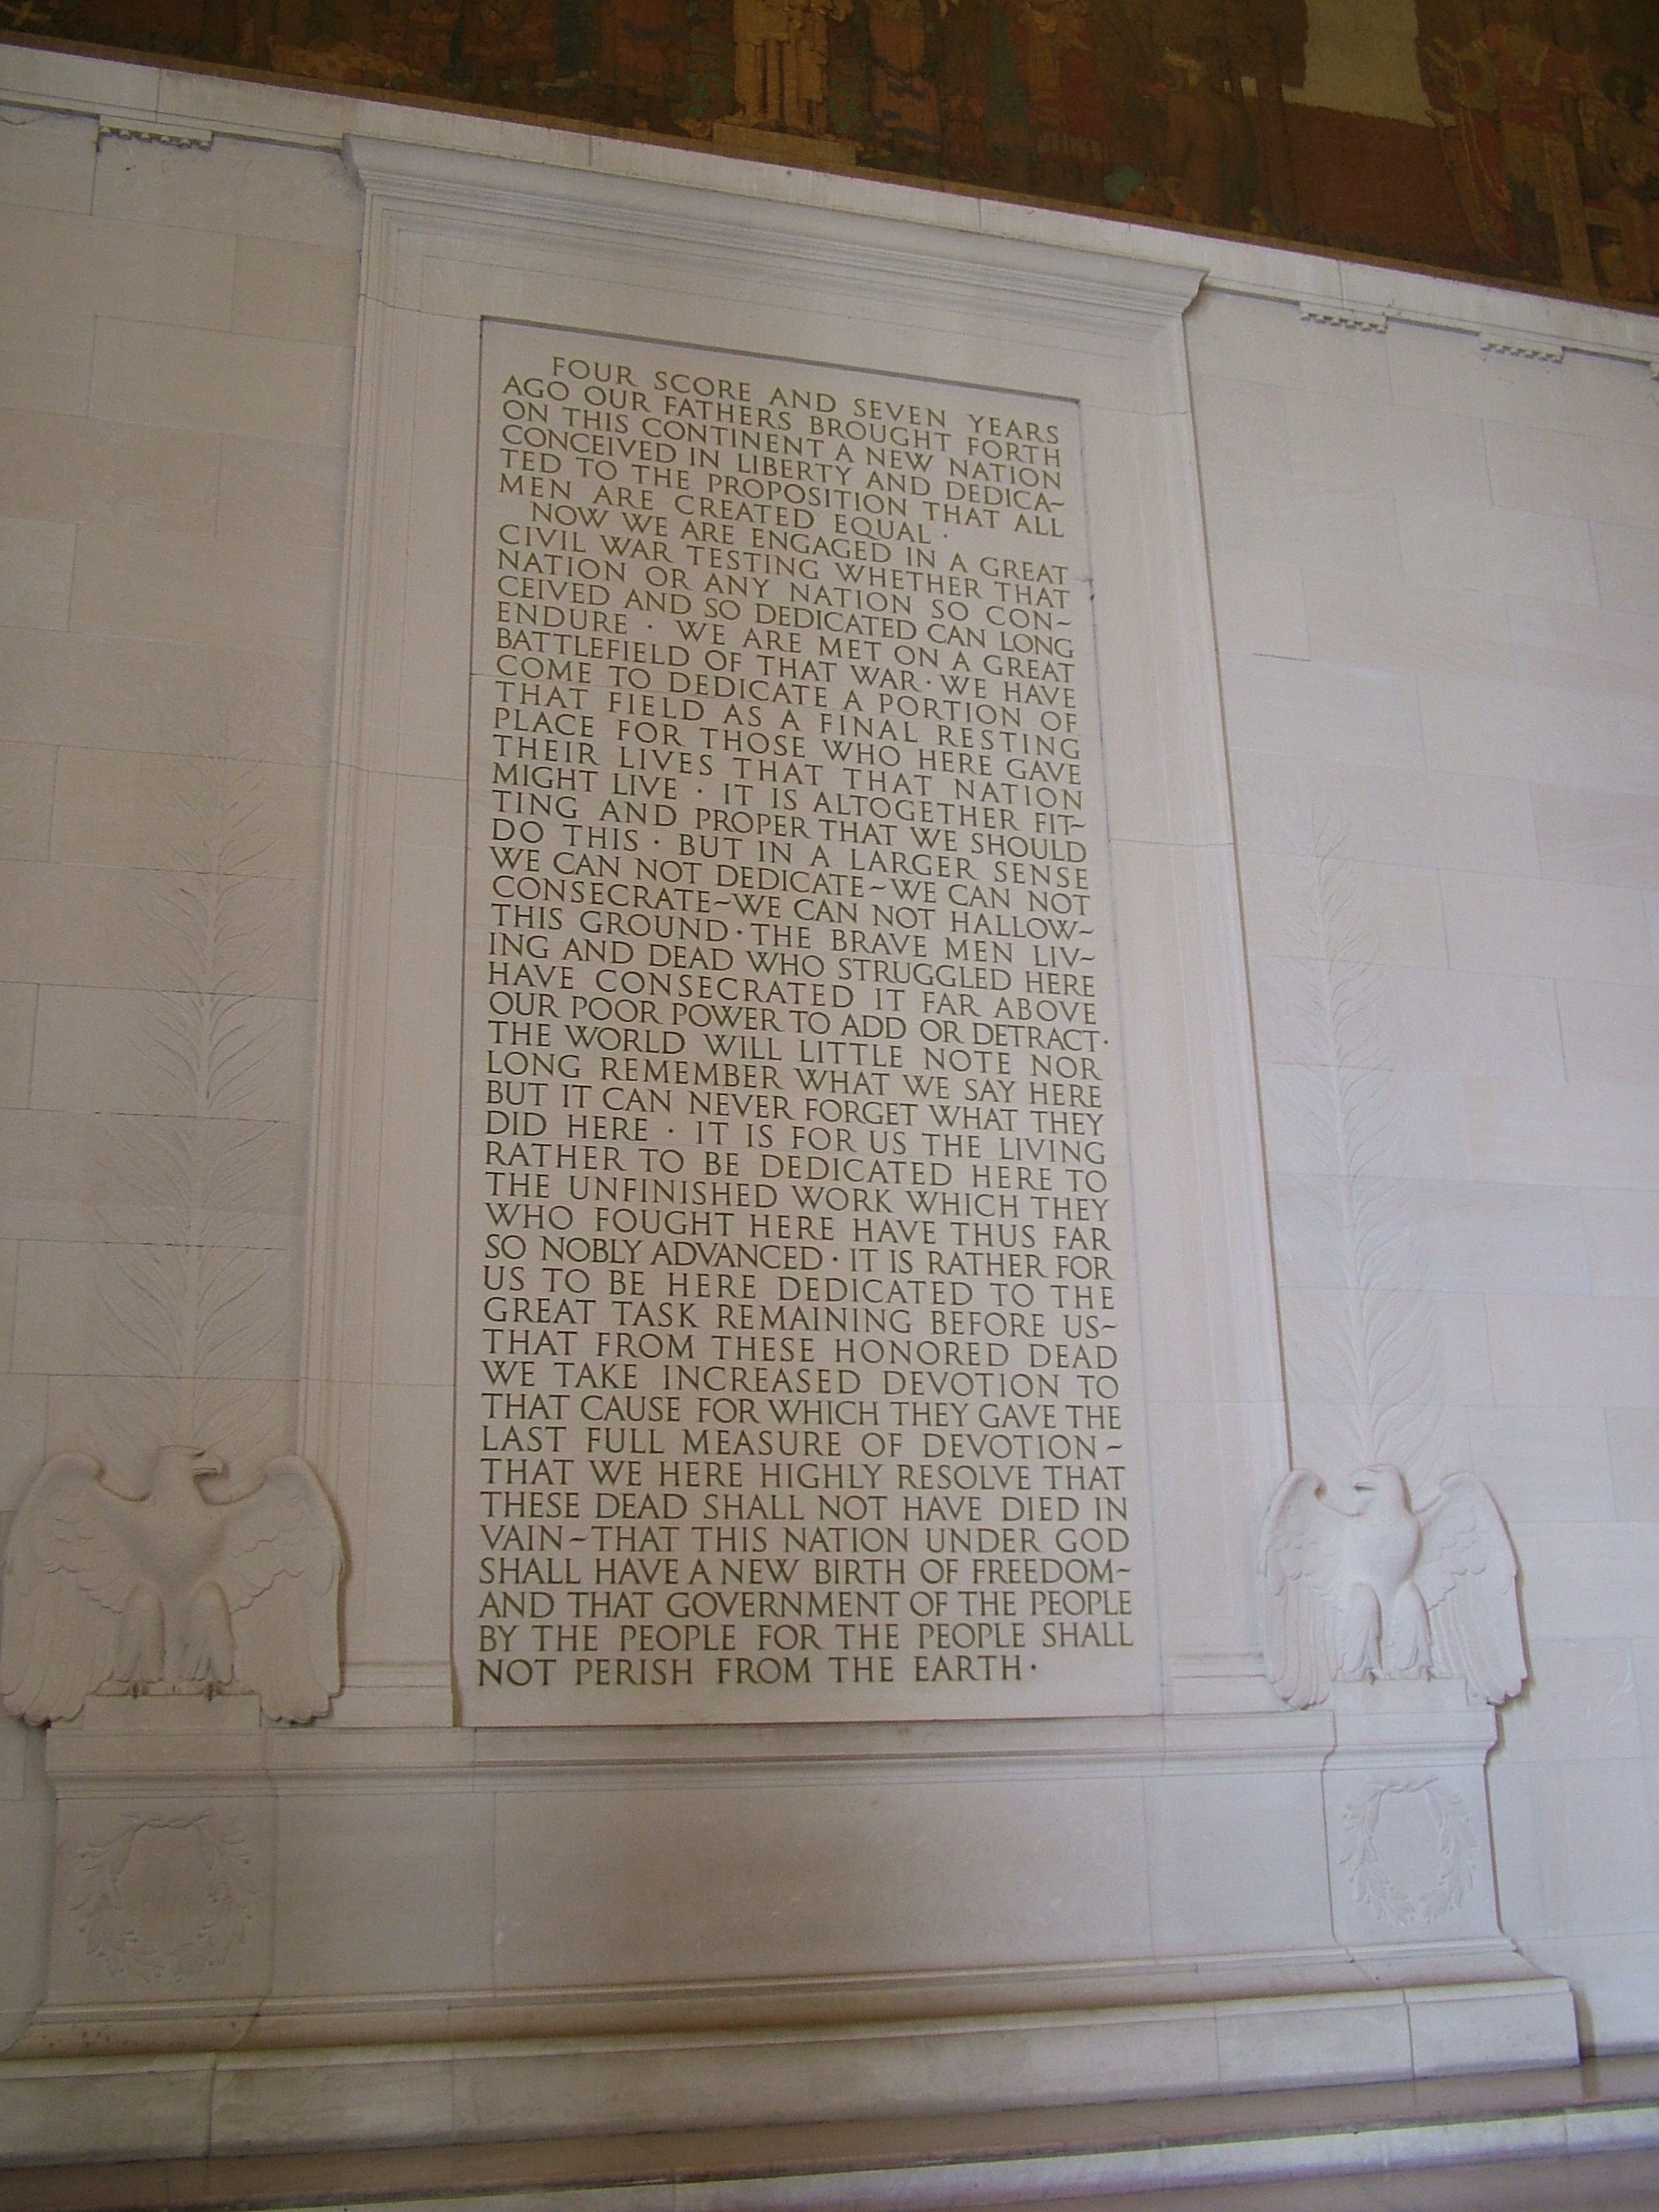 FOUR SCORE AND SEVEN YEARS
AGO OUR FATHERS BROUGHT FORTH
ON THIS CONTINENT A NEW NATION
CONCEIVED IN LIBERTY AND DEDICA~
TED TO THE PROPOSITION THAT ALL
MEN ARE CREATED EQUAL ·
NOW WE ARE ENGAGED IN A GREAT
CIVIL WAR TESTING WHETHER THAT
NATION OR ANY NATION SO CON~
CEIVED AND SO DEDICATED CAN LONG
ENDURE · WE ARE MET ON A GREAT
BATTLEFIELD OF THAT WAR · WE HAVE
COME TO DEDICATE A PORTION OF
THAT FIELD AS A FINAL RESTING
PLACE FOR THOSE WHO HERE GAVE
THEIR LIVES THAT THAT NATION
MIGHT LIVE · IT IS ALTOGETHER FIT~
TING AND PROPER THAT WE SHOULD
DO THIS · BUT IN A LARGER SENSE
WE CAN NOT DEDICATE~WE CAN NOT
CONSECRATE~WE CAN NOT HALLOW~
THIS GROUND · THE BRAVE MEN LIV~
ING AND DEAD WHO STRUGGLED HERE
HAVE CONSECRATED IT FAR ABOVE
OUR POOR POWER TO ADD OR DETRACT ·
THE WORLD WILL LITTLE NOTE NOR
LONG REMEMBER WHAT WE SAY HERE
BUT IT CAN NEVER FORGET WHAT THEY
DID HERE · IT IS FOR US THE LIVING
RATHER TO BE DEDICATED HERE TO
THE UNFINISHED WORK WHICH THEY
WHO FOUGHT HERE HAVE THUS FAR
SO NOBLY ADVANCED · IT IS RATHER FOR
US TO BE HERE DEDICATED TO THE
GREAT TASK REMAINING BEFORE US~
THAT FROM THESE HONORED DEAD
WE TAKE INCREASED DEVOTION TO
THAT CAUSE FOR WHICH THEY GAVE THE
LAST FULL MEASURE OF DEVOTION~
THAT WE HERE HIGHLY RESOLVE THAT
THESE DEAD SHALL NOT HAVE DIED IN
VAIN~THAT THIS NATION UNDER GOD
SHALL HAVE A NEW BIRTH OF FREEDOM~
AND THAT GOVERNMENT OF THE PEOPLE
BY THE PEOPLE FOR THE PEOPLE SHALL
NOT PERISH FROM THE EARTH ·